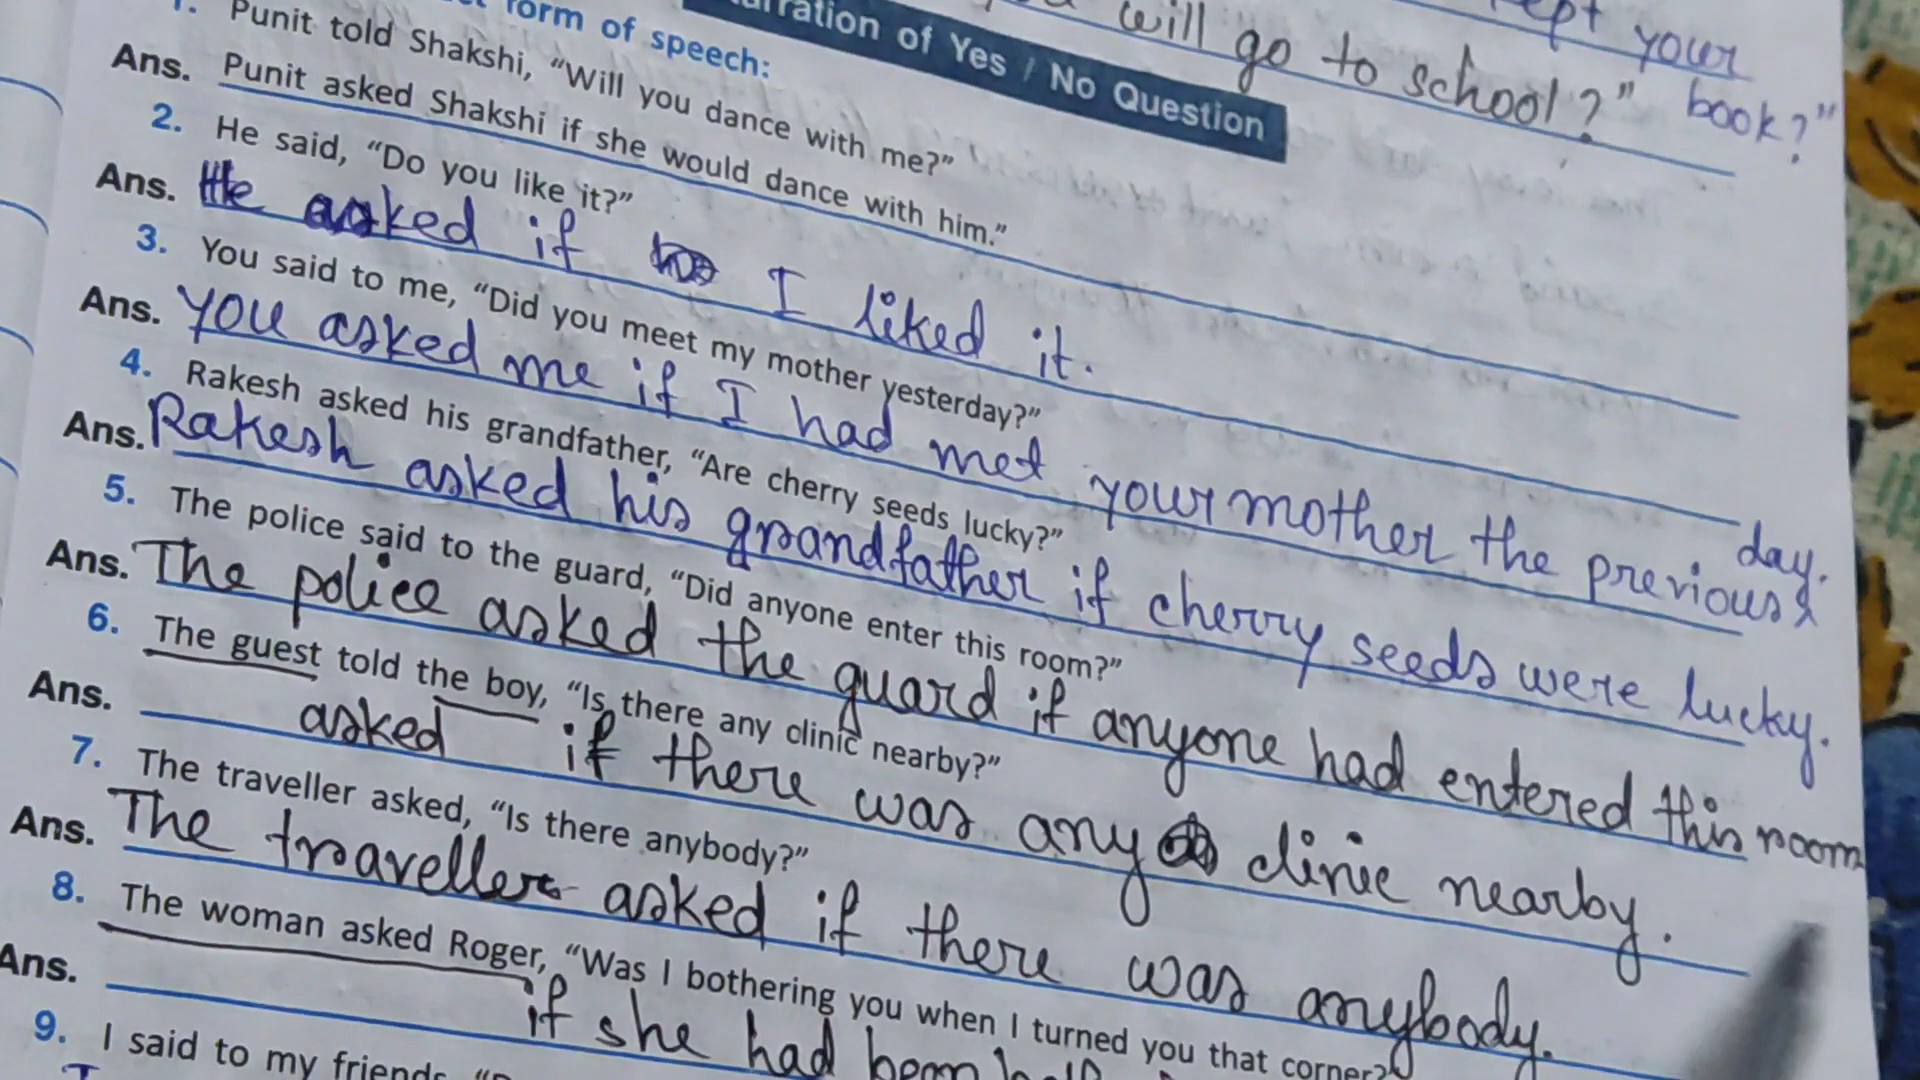 ept your
book?"
will go to school?"
ration of Yes / No Question
form of speech:
1. Punit told Shakshi, "Will you dance with me?"
Ans. Punit asked Shakshi if she would dance with him."
2. He said, "Do you like it?"
Ans. He asked if I liked it.
3. You said to me, "Did you meet my mother yesterday?"
Ans. You asked me if I had met your mother the previous day.
4. Rakesh asked his grandfather, "Are cherry seeds lucky?"
Ans. Rakesh asked his grandfather if cherry seeds were lucky.
5. The police said to the guard, "Did anyone enter this room?"
Ans. The police asked the guard if anyone had entered this room
6. The guest told the boy, "Is there any clinic nearby?"
Ans. asked if there was any clinic nearby.
7. The traveller asked, "Is there anybody?"
Ans. The traveller asked if there was anybody.
8. The woman asked Roger, "Was I bothering you when I turned you that corner?
Ans. if she had been
9. I said to my friends, "